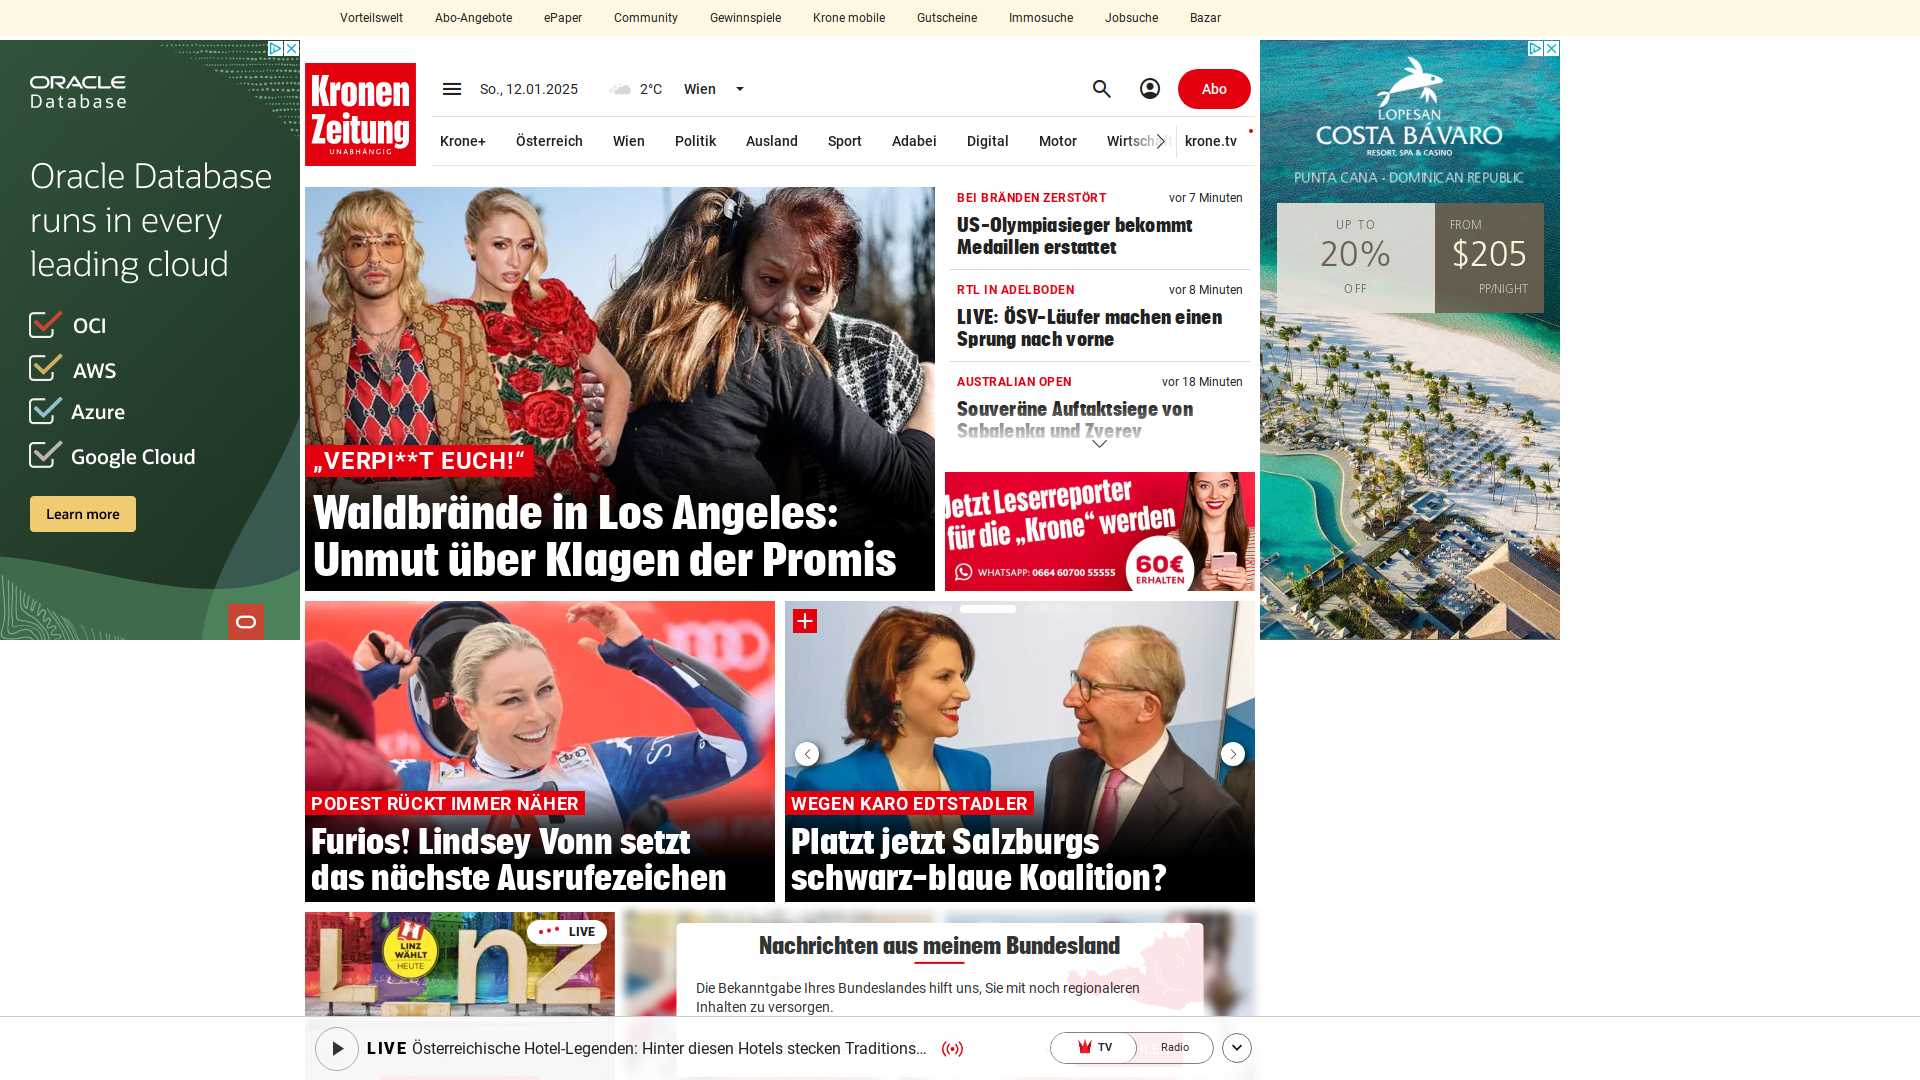 Vorteilswelt
Abo-Angebote
ePaper
Community
Gewinnspiele
Krone mobile
Gutscheine
Immosuche
Jobsuche
Bazar
ORACLE
Database
Oracle Database
runs in every
leading cloud
OCI
AWS
Azure
Google Cloud
Learn more
Kronen
Zeitung
UNABHÄNGIG
So., 12.01.2025
2°C
Wien
Abo
Krone+
Österreich
Wien
Politik
Ausland
Sport
Adabei
Digital
Motor
Wirtschaft
krone.tv
„VERPI**T EUCH!“
Waldbrände in Los Angeles:
Unmut über Klagen der Promis
BEI BRÄNDEN ZERSTÖRT
vor 7 Minuten
US-Olympiasieger bekommt
Medaillen erstattet
RTL IN ADELBODEN
vor 8 Minuten
LIVE: ÖSV-Läufer machen einen
Sprung nach vorne
AUSTRALIAN OPEN
vor 18 Minuten
Souveräne Auftaktsiege von
Sabalenka und Zverev
Jetzt Leserreporter
für die „Krone“ werden
WHATSAPP: 0664 60700 55555
60€
ERHALTEN
LOPESAN
COSTA BÁVARO
RESORT, SPA & CASINO
PUNTA CANA - DOMINICAN REPUBLIC
UP TO
20%
OFF
FROM
$205
PP/NIGHT
PODEST RÜCKT IMMER NÄHER
Furios! Lindsey Vonn setzt
das nächste Ausrufezeichen
WEGEN KARO EDTSTADLER
Platzt jetzt Salzburgs
schwarz-blaue Koalition?
LINZ
WÄHLT
HEUTE
Linz
LIVE
Nachrichten aus meinem Bundesland
Die Bekanntgabe Ihres Bundeslandes hilft uns, Sie mit noch regionaleren
Inhalten zu versorgen.
LIVE Österreichische Hotel-Legenden: Hinter diesen Hotels stecken Traditions...
TV
Radio